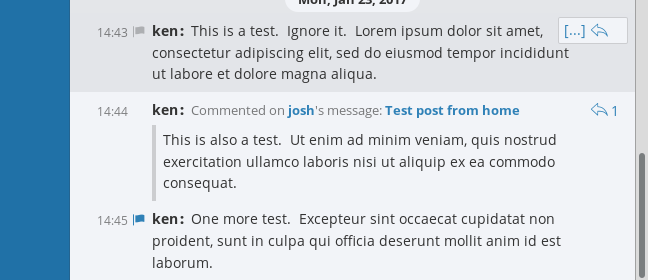 Mon, Jan 23, 2017
14:43 ken: This is a test. Ignore it. Lorem ipsum dolor sit amet, [...]
consectetur adipiscing elit, sed do eiusmod tempor incididunt
ut labore et dolore magna aliqua.
14:44 ken: Commented on josh's message: Test post from home 1
This is also a test. Ut enim ad minim veniam, quis nostrud
exercitation ullamco laboris nisi ut aliquip ex ea commodo
consequat.
14:45 ken: One more test. Excepteur sint occaecat cupidatat non
proident, sunt in culpa qui officia deserunt mollit anim id est
laborum.